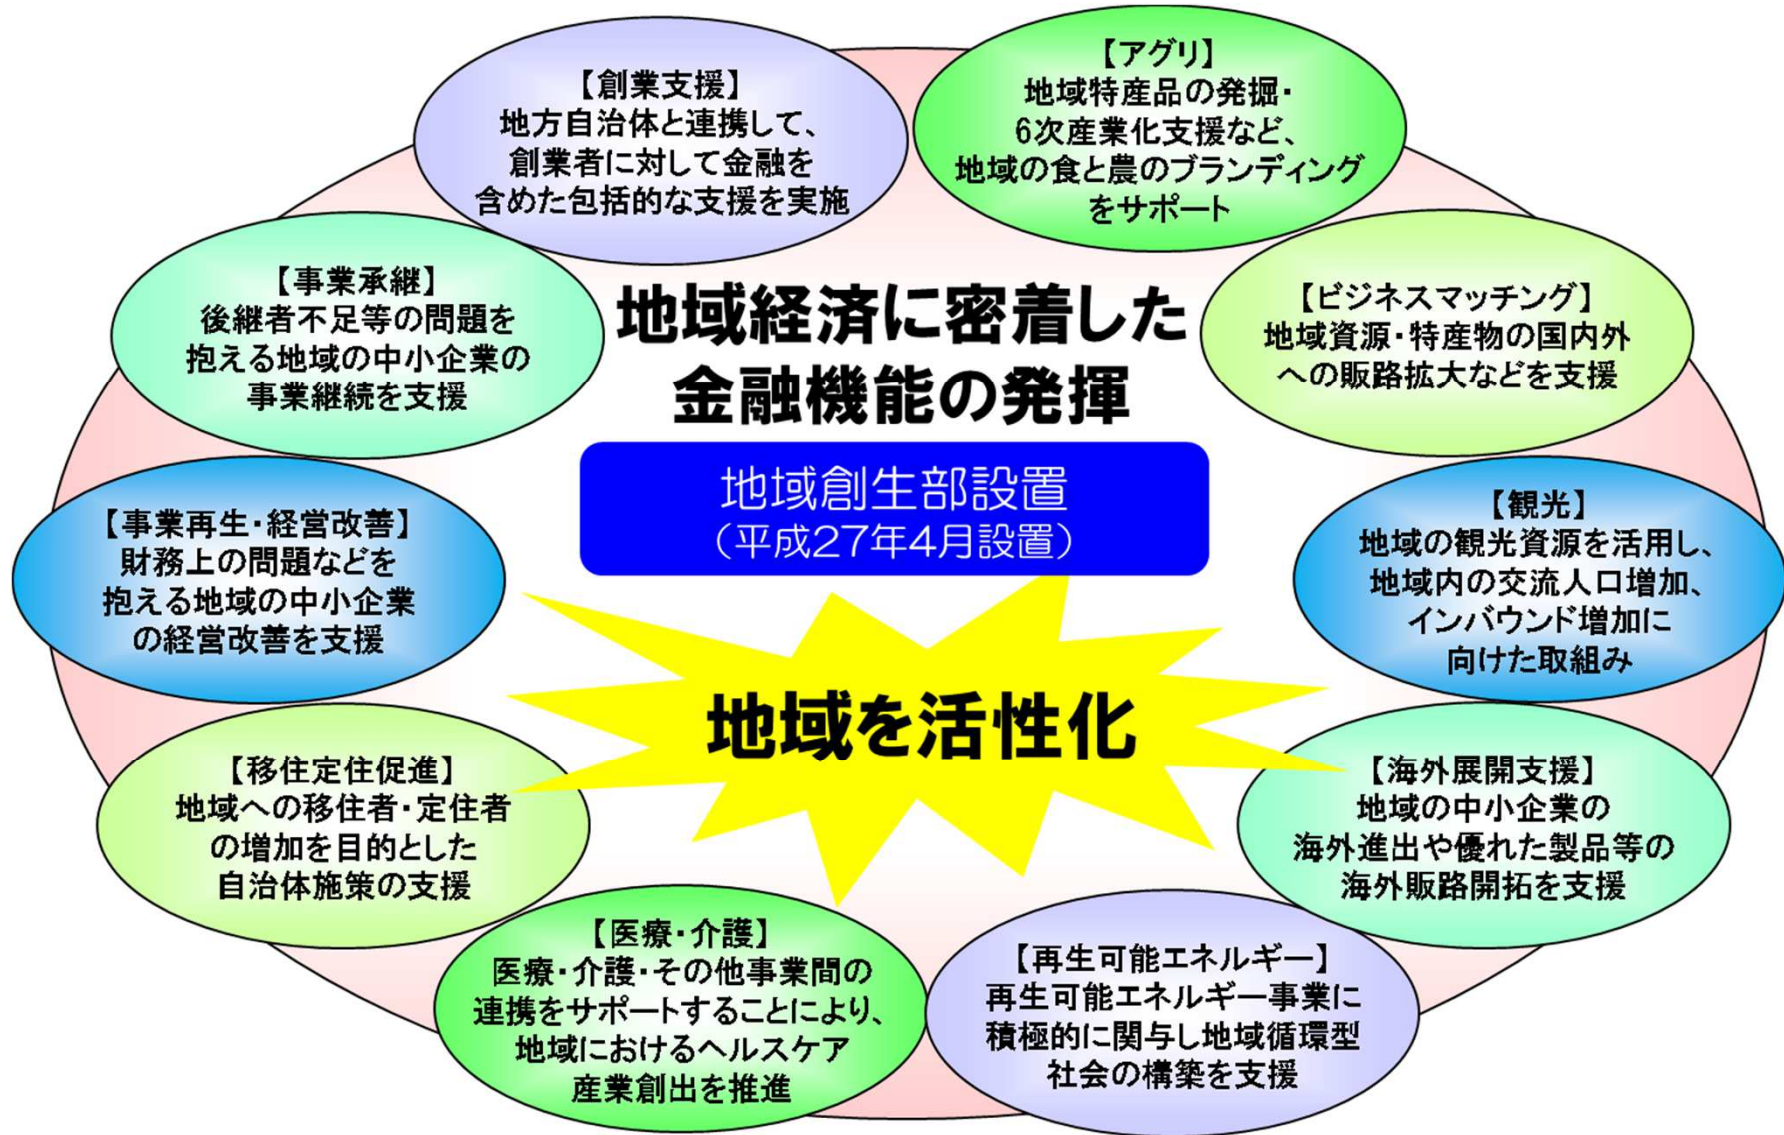 【創業支援】
地方自治体と連携して、
創業者に対して金融を
含めた包括的な支援を実施
【アグリ】
地域特産品の発掘・
6次産業化支援など、
地域の食と農のブランディング
をサポート
【事業承継】
後継者不足等の問題を
抱える地域の中小企業の
事業継続を支援
地域経済に密着した
金融機能の発揮
【ビジネスマッチング】
地域資源・特産物の国内外
への販路拡大などを支援
地域創生部設置
（平成27年4月設置）
【事業再生・経営改善】
財務上の問題などを
抱える地域の中小企業
の経営改善を支援
【観光】
地域の観光資源を活用し、
地域内の交流人口増加、
インバウンド増加に
向けた取組み
地域を活性化
【移住定住促進】
地域への移住者・定住者
の増加を目的とした
自治体施策の支援
【海外展開支援】
地域の中小企業の
海外進出や優れた製品等の
海外販路開拓を支援
【医療・介護】
医療・介護・その他事業間の
連携をサポートすることにより、
地域におけるヘルスケア
産業創出を推進
【再生可能エネルギー】
再生可能エネルギー事業に
積極的に関与し地域循環型
社会の構築を支援